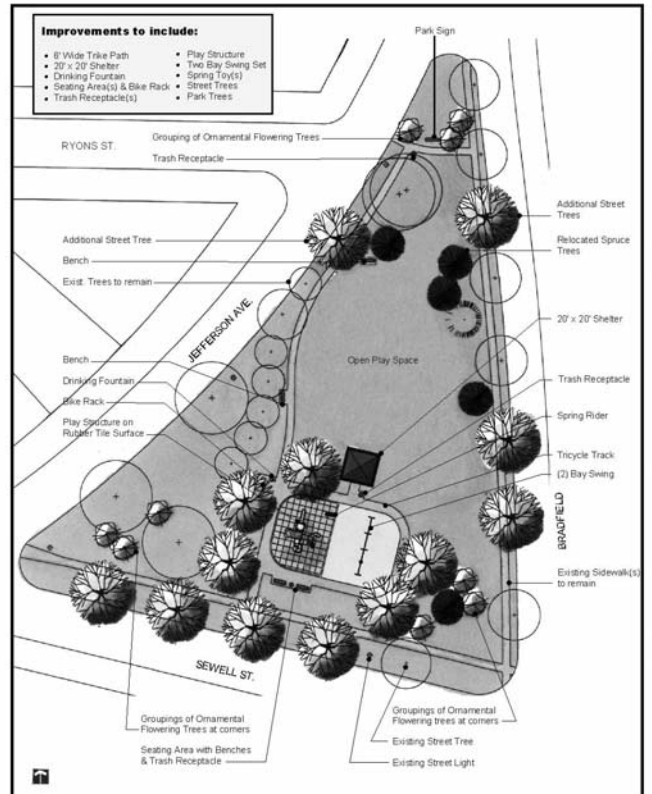 Improvements to include:
• 6' Wide Trike Path
• 20' x 20' Shelter
• Drinking Fountain
• Seating Area(s) & Bike Rack
• Trash Receptacle(s)
• Play Structure
• Two Bay Swing Set
• Spring Toy(s)
• Street Trees
• Park Trees
Park Sign
RYONS ST.
Grouping of Ornamental Flowering Trees
Trash Receptacle
Additional Street Tree
Bench
Exist. Trees to remain
JEFFERSON AVE.
Bench
Drinking Fountain
Bike Rack
Play Structure on
Rubber Tile Surface
Open Play Space
Additional Street
Trees
Relocated Spruce
Trees
20' x 20' Shelter
Trash Receptacle
Spring Rider
Tricycle Track
(2) Bay Swing
BRADFIELD
Existing Sidewalk(s)
to remain
SEWELL ST.
Groupings of Ornamental
Flowering Trees at corners
Seating Area with Benches
& Trash Receptacle
Groupings of Ornamental
Flowering trees at corners
Existing Street Tree
Existing Street Light